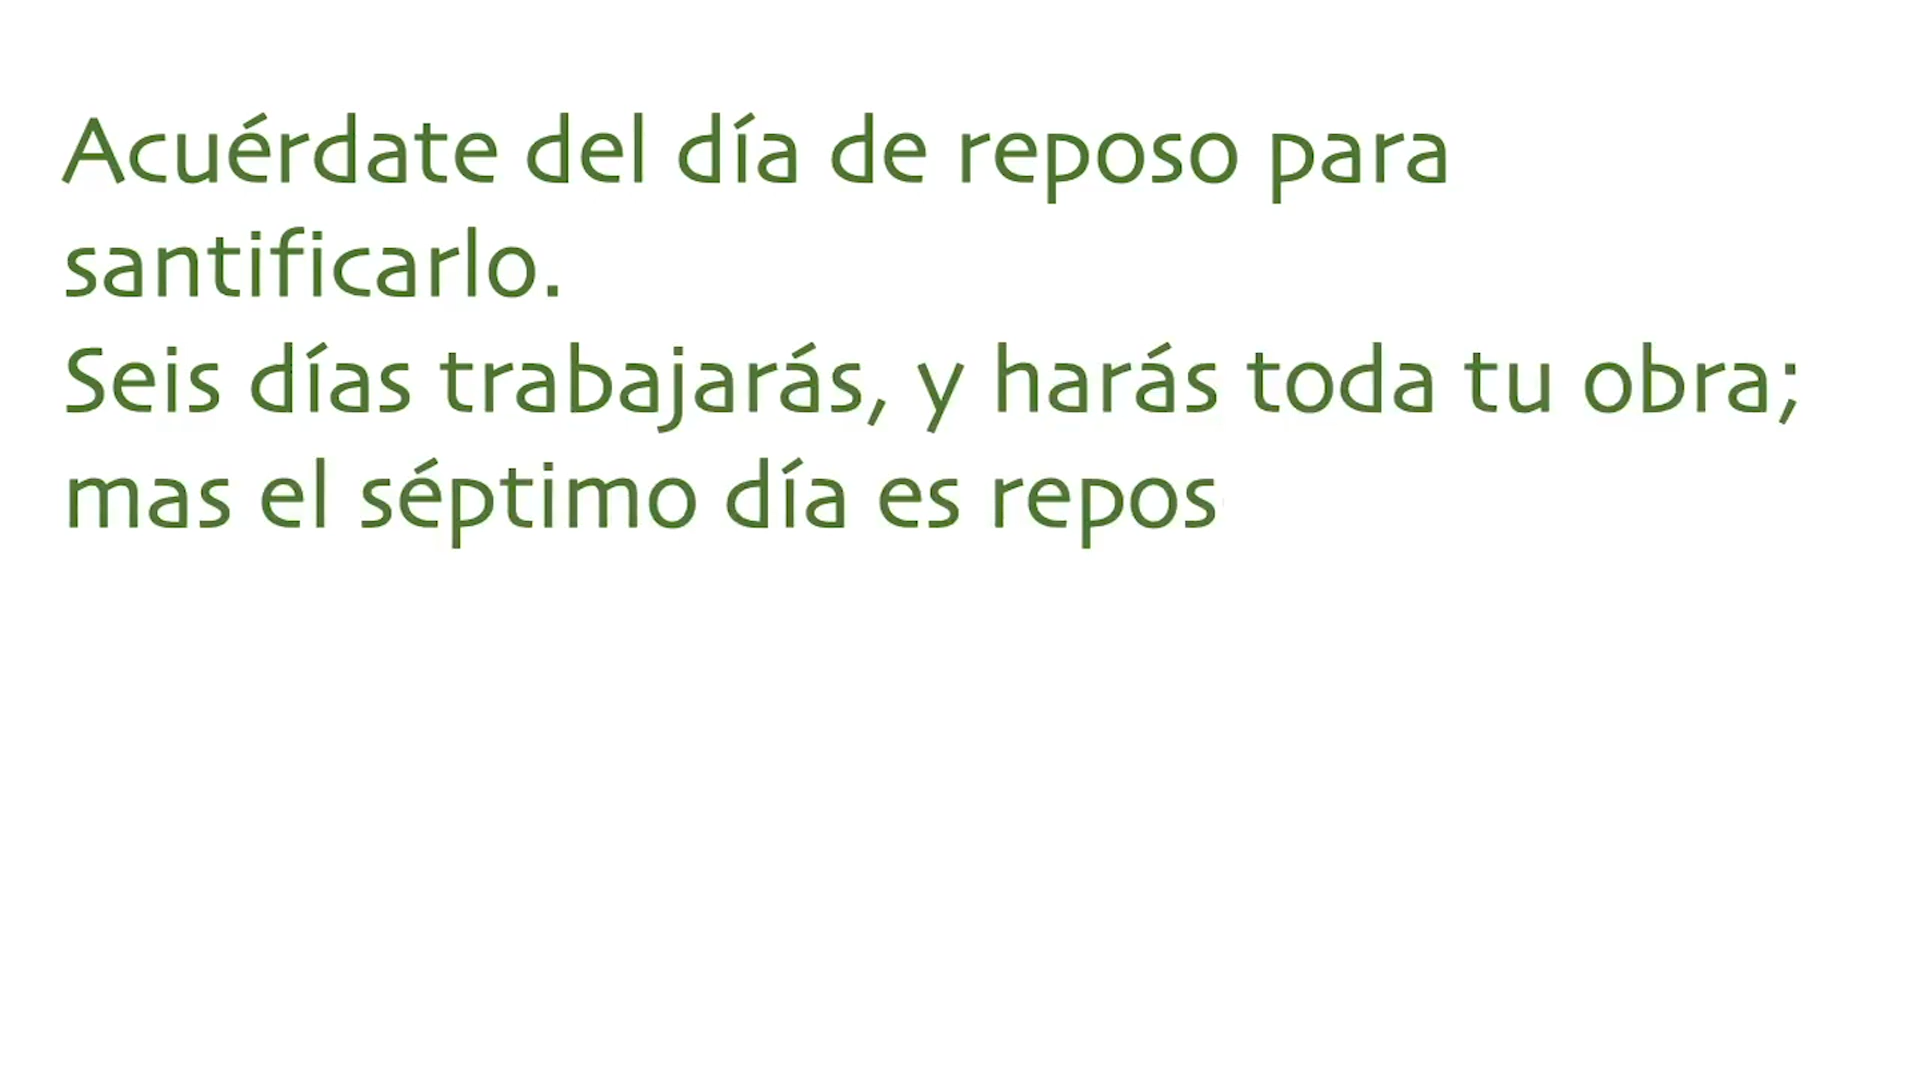 Acuérdate del día de reposo para
santificarlo.
Seis días trabajarás, y harás toda tu obra;
mas el séptimo día es repos